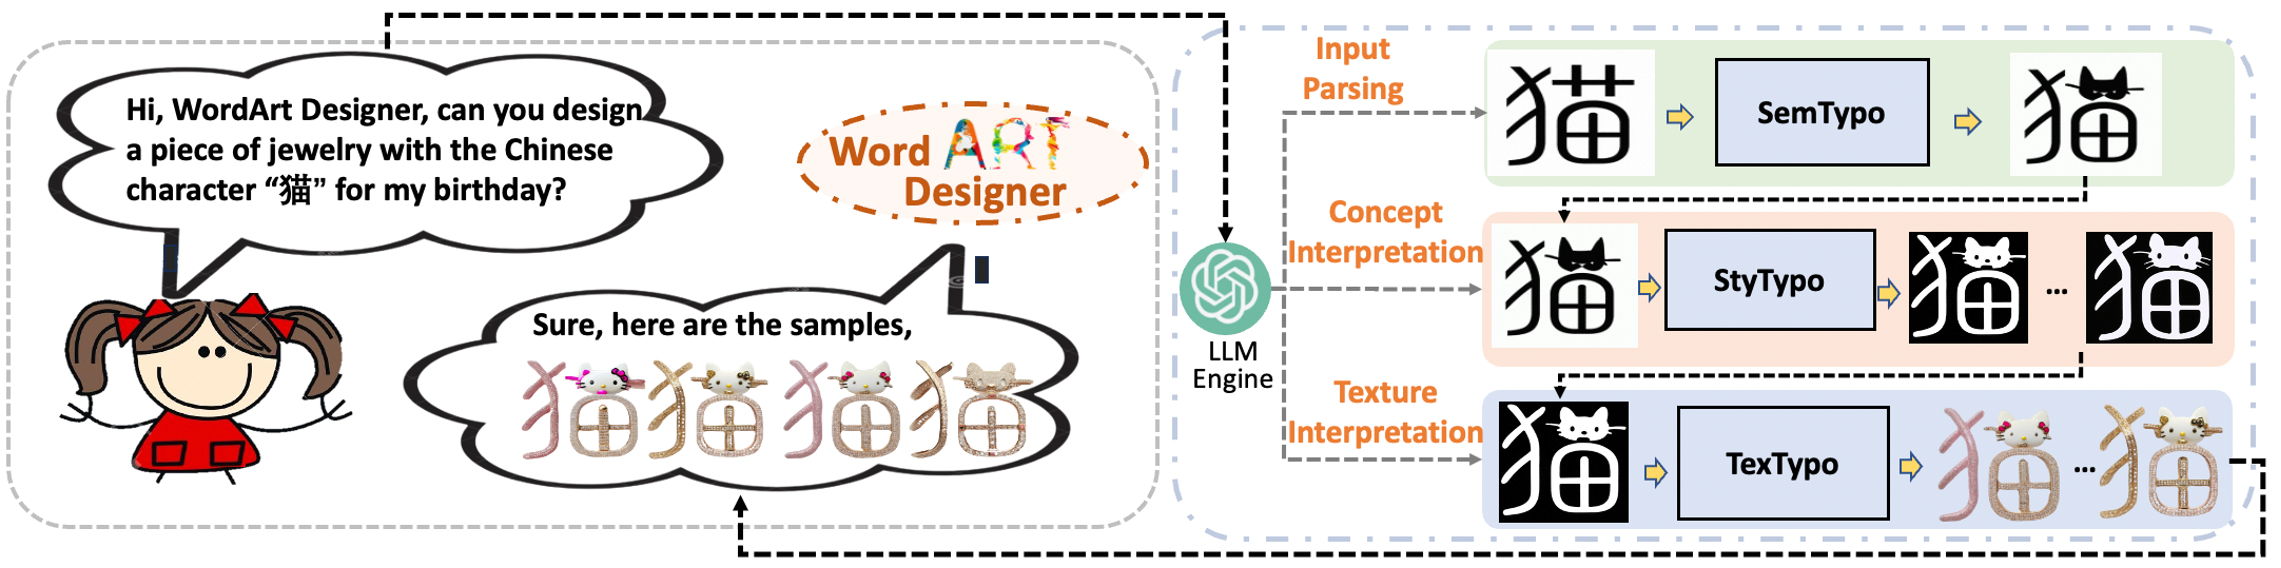 Hi, WordArt Designer, can you design
a piece of jewelry with the Chinese
character “猫” for my birthday?
Word ART
Designer
Sure, here are the samples,
猫 猫 猫 猫
LLM
Engine
Input
Parsing
猫
SemTypo
猫
Concept
Interpretation
猫
StyTypo
猫 ... 猫
Texture
Interpretation
猫
TexTypo
猫 ... 猫